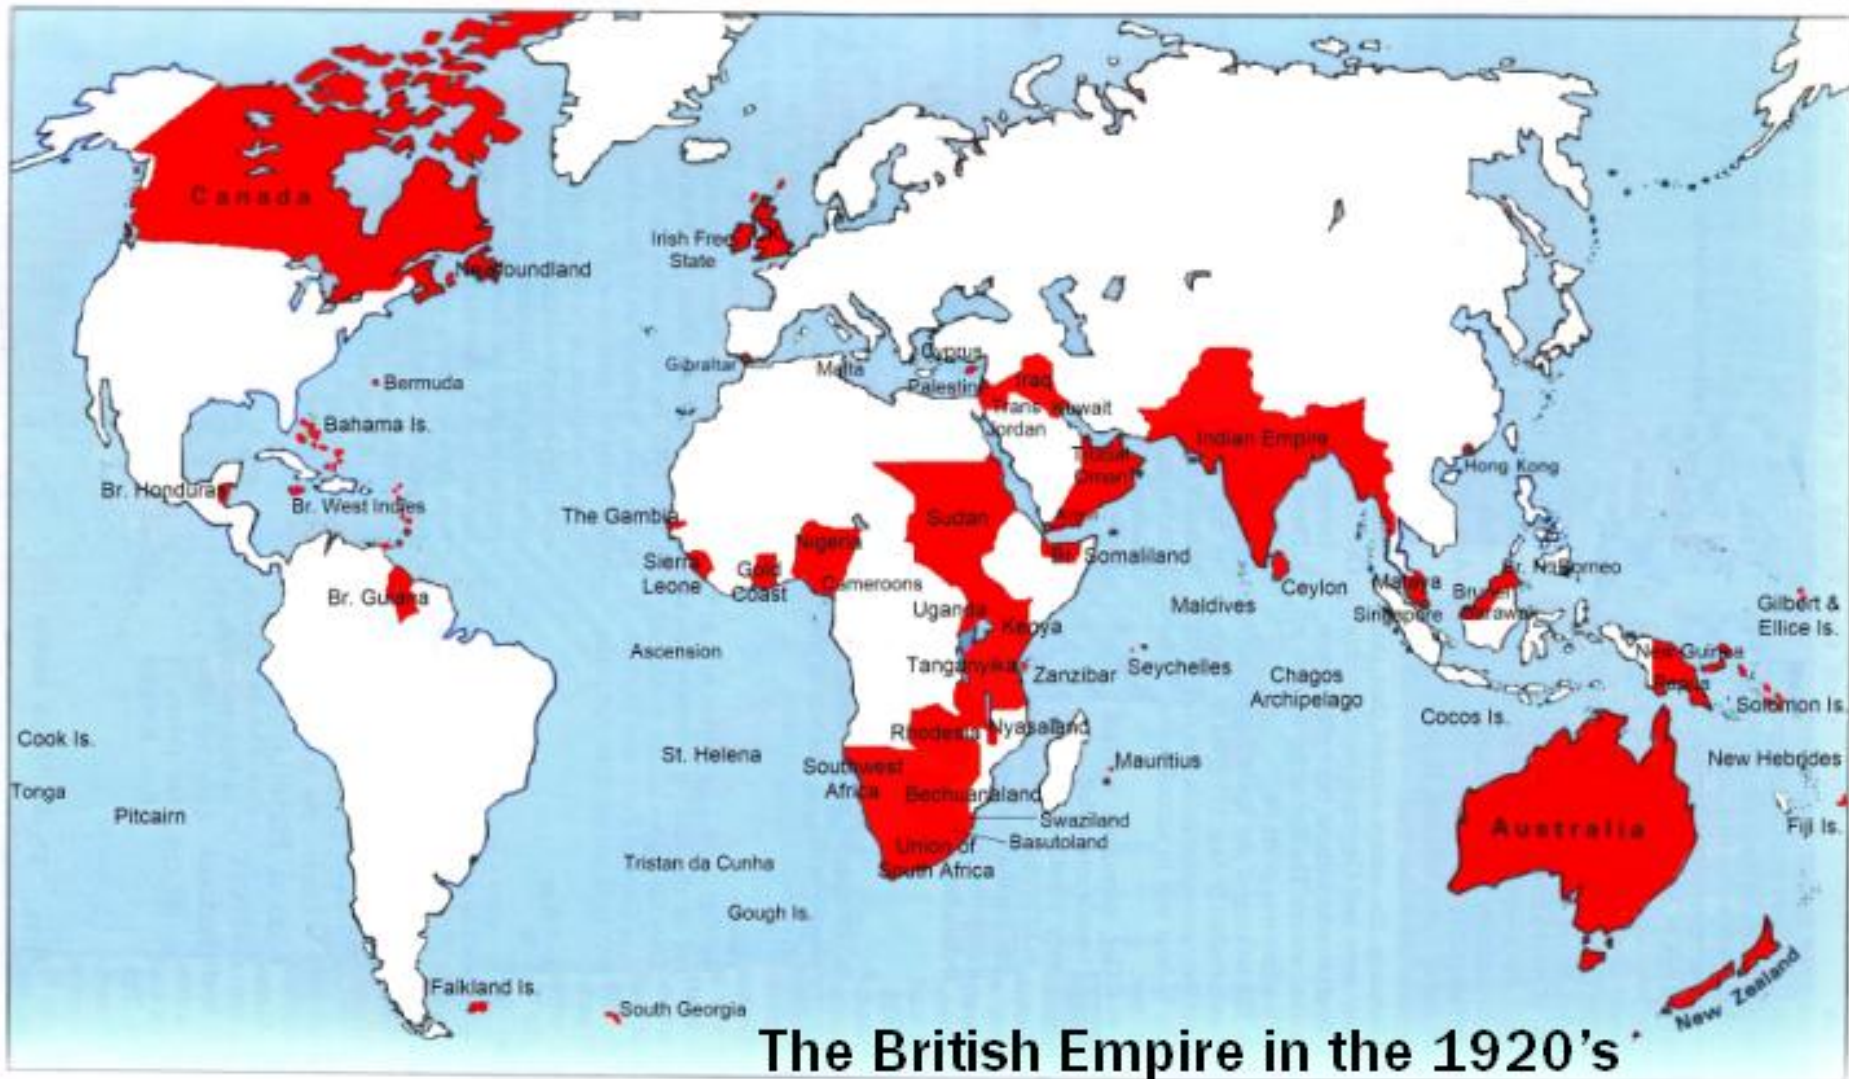 Canada
Newfoundland
Irish Free
State
Gibraltar
Malta
Cyprus
Palestine
Iraq
Trans
Jordan
Kuwait
Trucial
Oman
Aden
Indian Empire
Hong Kong
Bermuda
Bahama Is.
Br. Honduras
Br. West Indies
Br. Guiana
The Gambia
Sierra
Leone
Gold
Coast
Nigeria
Cameroons
Sudan
Br. Somaliland
Uganda
Kenya
Tanganyika
Zanzibar
Seychelles
Maldives
Ceylon
Chagos
Archipelago
Malaya
Singapore
Brunei
Sarawak
Br. N. Borneo
Gilbert &
Ellice Is.
New Guinea
Papua
Solomon Is.
Cocos Is.
New Hebrides
Fiji Is.
Cook Is.
Tonga
Pitcairn
Ascension
St. Helena
Rhodesia
Nyasaland
Mauritius
Southwest
Africa
Bechuanaland
Swaziland
Basutoland
Union of
South Africa
Tristan da Cunha
Gough Is.
Australia
New Zealand
Falkland Is.
South Georgia
The British Empire in the 1920’s